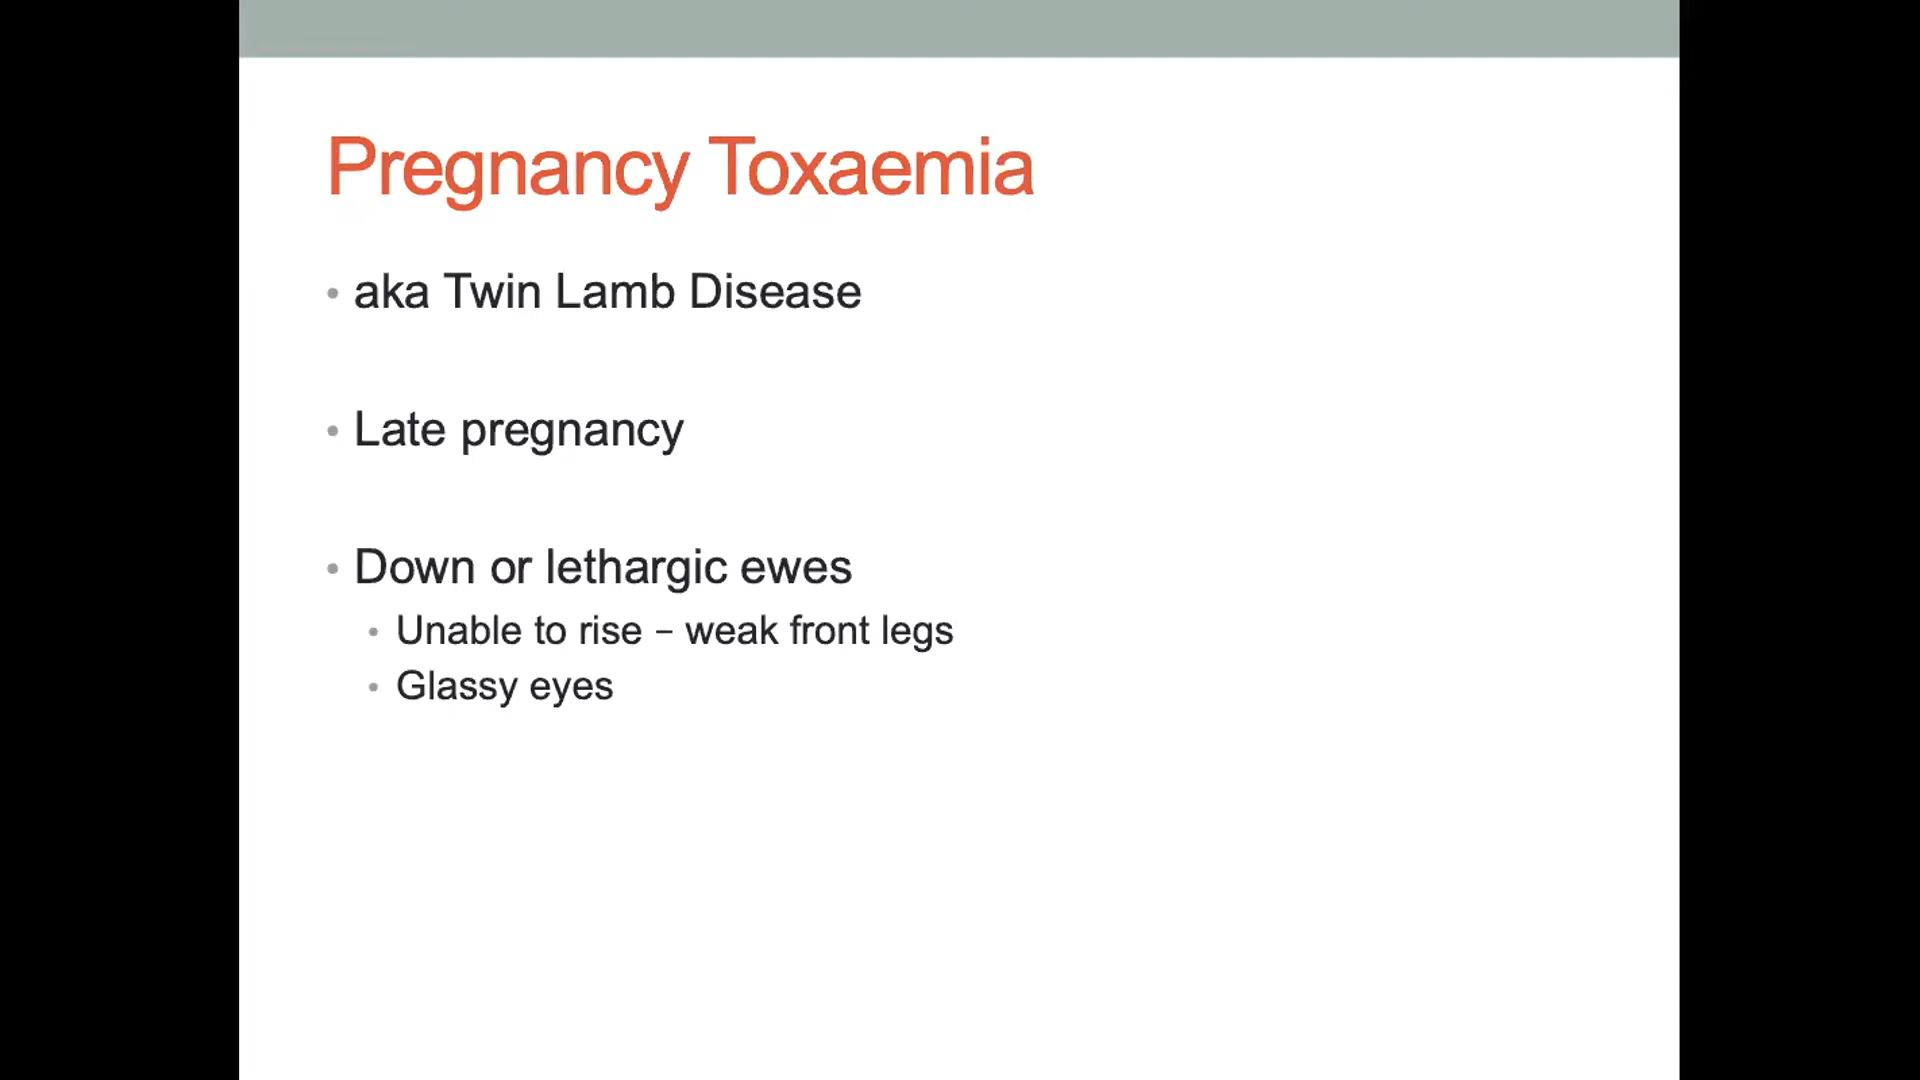 Pregnancy Toxaemia
• aka Twin Lamb Disease
• Late pregnancy
• Down or lethargic ewes
• Unable to rise – weak front legs
• Glassy eyes